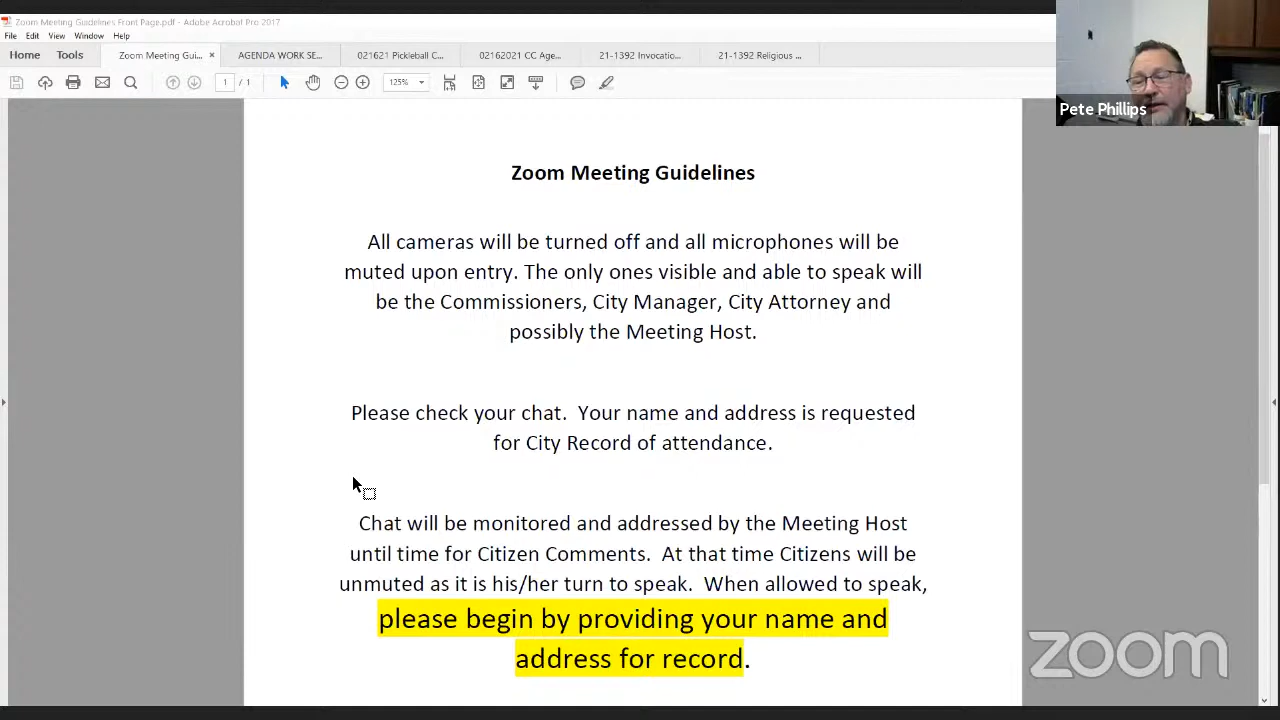 Zoom Meeting Guidelines Front Page.pdf - Adobe Acrobat Pro 2017
File Edit View Window Help
Home Tools Zoom Meeting Gui... × AGENDA WORK SE... 021621 Pickleball C... 02162021 CC Age... 21-1392 Invocatio... 21-1392 Religious ...
1 / 1 125%
Pete Phillips
Zoom Meeting Guidelines
All cameras will be turned off and all microphones will be
muted upon entry. The only ones visible and able to speak will
be the Commissioners, City Manager, City Attorney and
possibly the Meeting Host.
Please check your chat. Your name and address is requested
for City Record of attendance.
Chat will be monitored and addressed by the Meeting Host
until time for Citizen Comments. At that time Citizens will be
unmuted as it is his/her turn to speak. When allowed to speak,
please begin by providing your name and
address for record.
zoom